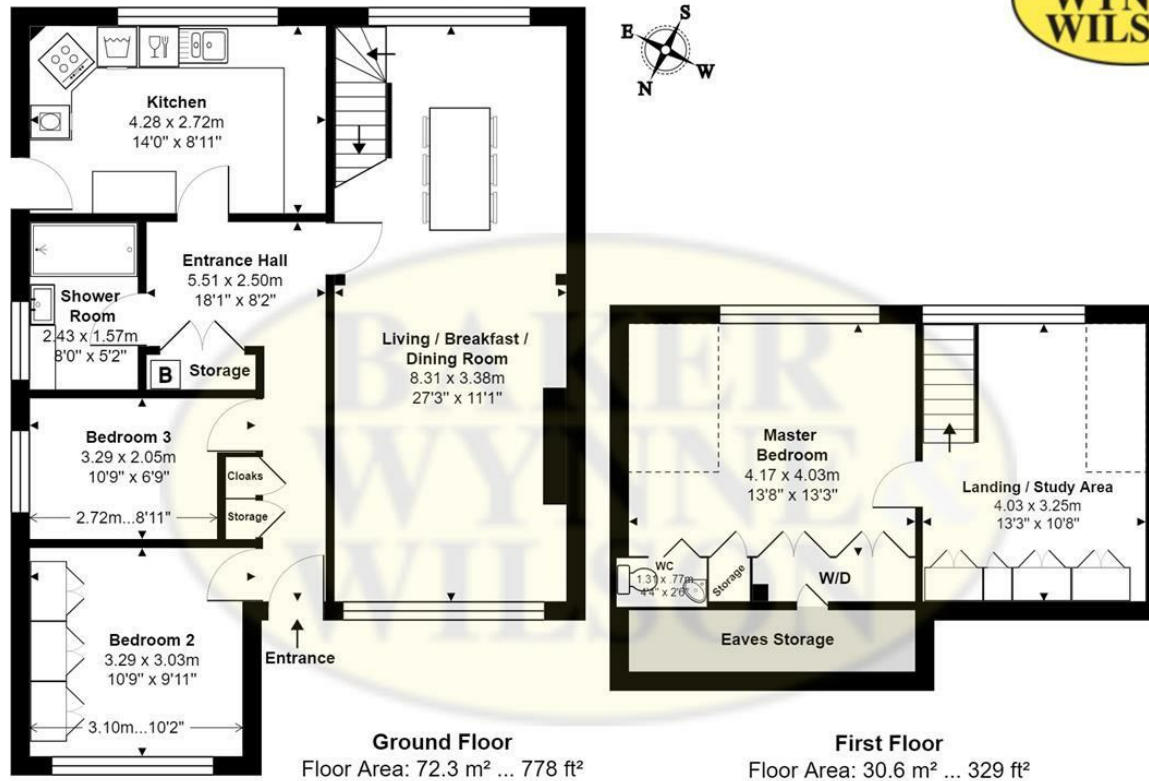 WYN
WILS
S
E
W
N
Kitchen
4.28 x 2.72m
14'0" x 8'11"
Entrance Hall
5.51 x 2.50m
18'1" x 8'2"
Shower
Room
2.43 x 1.57m
8'0" x 5'2"
B
Storage
Living / Breakfast /
Dining Room
8.31 x 3.38m
27'3" x 11'1"
Bedroom 3
3.29 x 2.05m
10'9" x 6'9"
2.72m...8'11"
Cloaks
Storage
Bedroom 2
3.29 x 3.03m
10'9" x 9'11"
3.10m...10'2"
Entrance
Ground Floor
Floor Area: 72.3 m² ... 778 ft²
Master
Bedroom
4.17 x 4.03m
13'8" x 13'3"
Landing / Study Area
4.03 x 3.25m
13'3" x 10'8"
WC
1.31 x .77m
4'4" x 2'6"
Storage
W/D
Eaves Storage
First Floor
Floor Area: 30.6 m² ... 329 ft²
BAKER
WYNNE &
WILSON